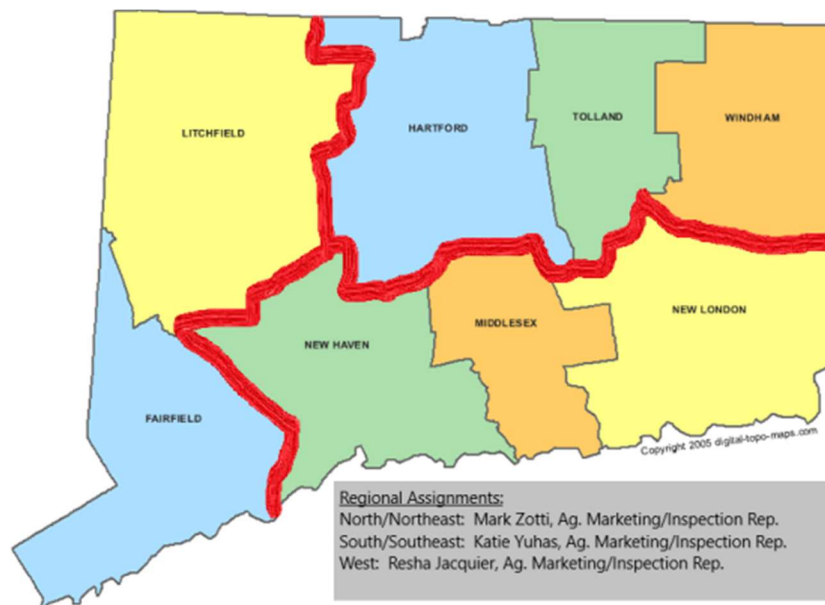 LITCHFIELD
HARTFORD
TOLLAND
WINDHAM
NEW HAVEN
MIDDLESEX
NEW LONDON
FAIRFIELD
Copyright 2005 digital-topo-maps.com
Regional Assignments:
North/Northeast: Mark Zotti, Ag. Marketing/Inspection Rep.
South/Southeast: Katie Yuhas, Ag. Marketing/Inspection Rep.
West: Resha Jacquier, Ag. Marketing/Inspection Rep.